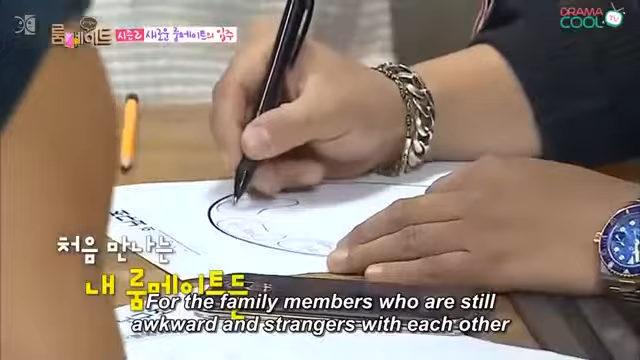 룸메이트
시즌2 새로운 룸메이트의 입주
DRAMA
COOL TV
처음 만나는
내 룸메이트들
For the family members who are still
awkward and strangers with each other